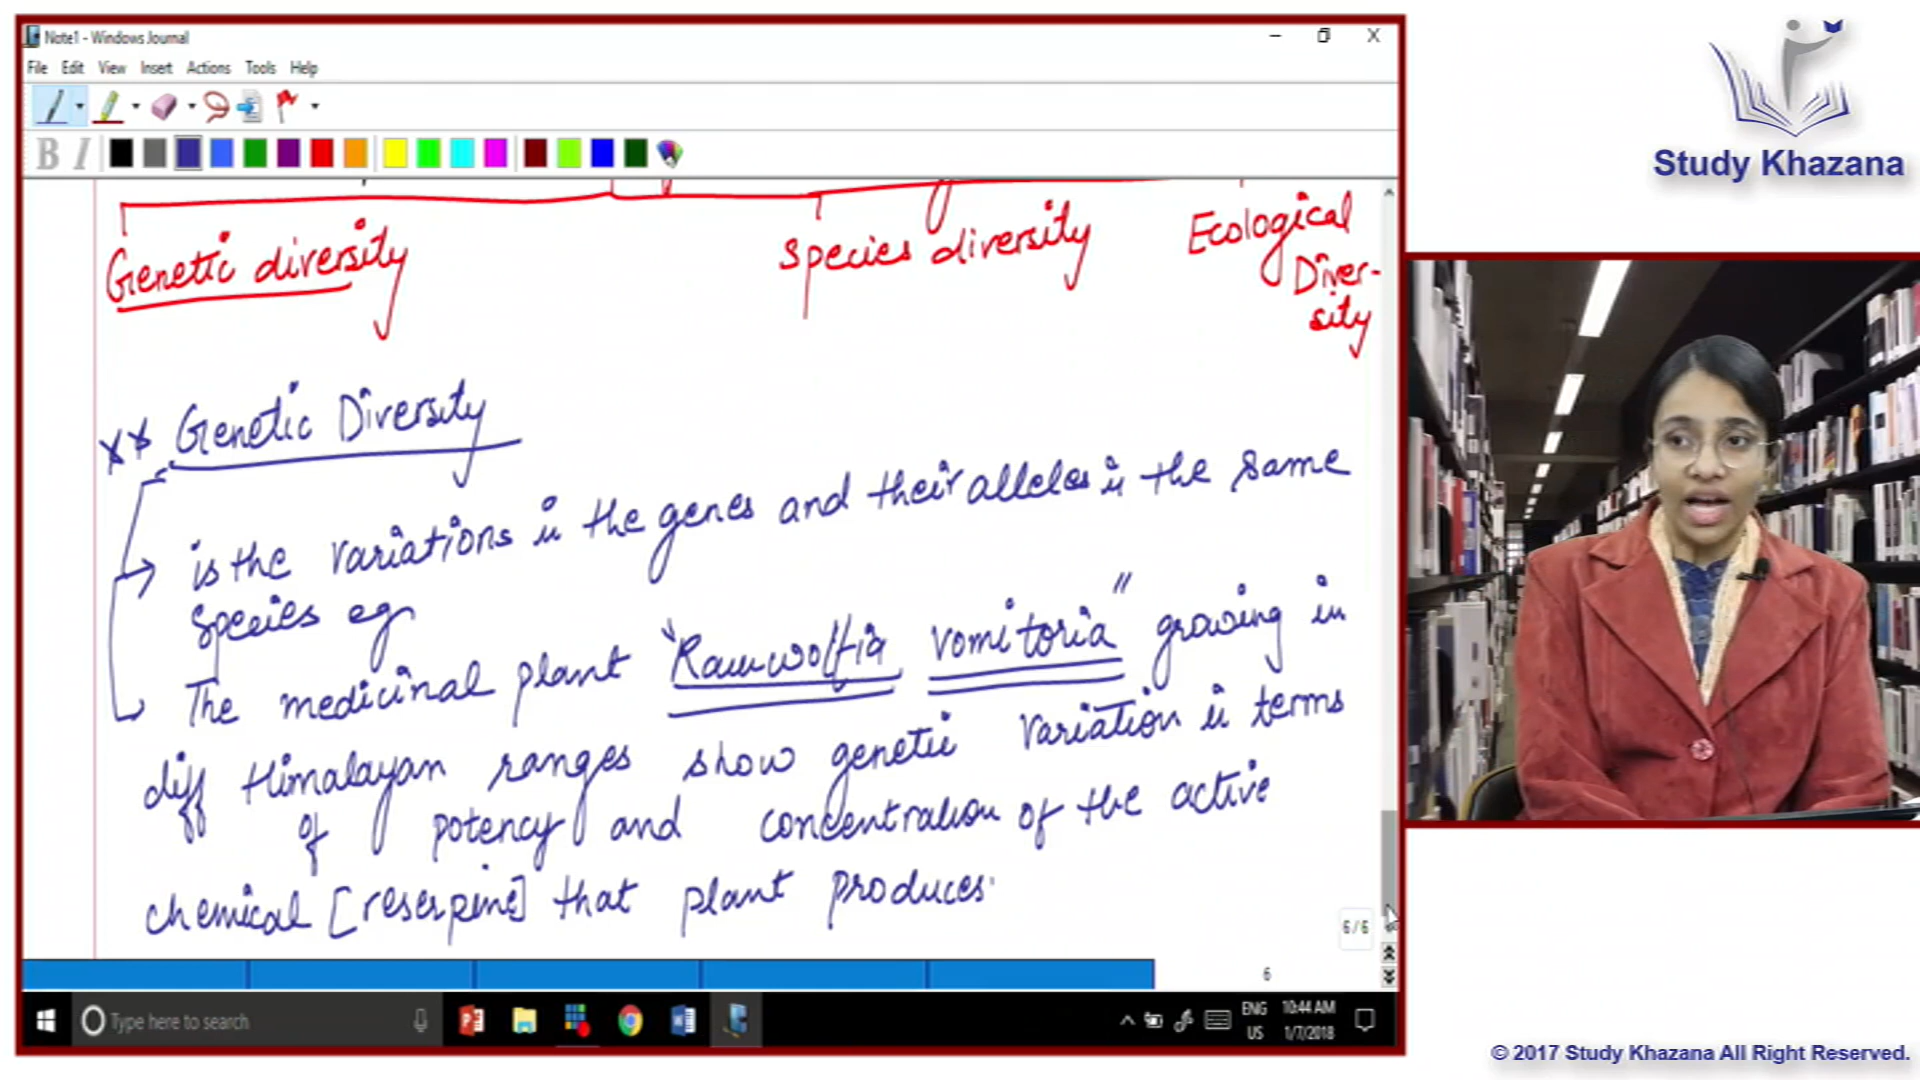 Note1 - Windows Journal
File Edit View Insert Actions Tools Help
B I
Genetic diversity
Species diversity
Ecological
Diver-
sity
Genetic Diversity
is the variations in the genes and their alleles in the same
species eg
The medicinal plant "Rauwolfia vomitoria" growing in
diff Himalayan ranges show genetic variation in terms
of potency and concentration of the active
chemical [reserpine] that plant produces.
6/6
6
Type here to search
ENG
US
10:44 AM
1/7/2018
Study Khazana
© 2017 Study Khazana All Right Reserved.